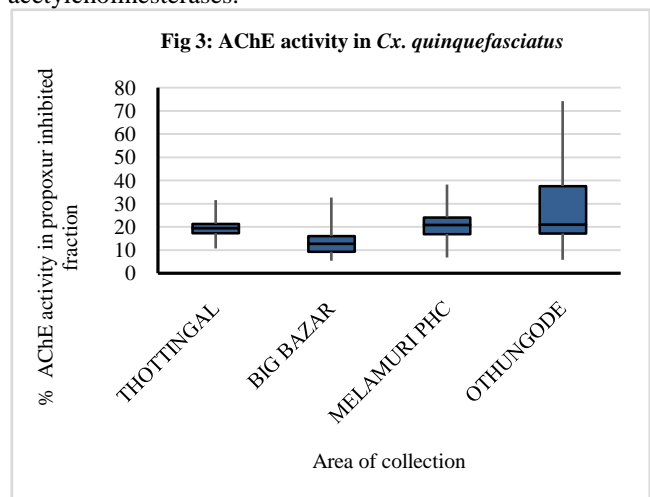 acetylcholinesterases.
Fig 3: AChE activity in Cx. quinquefasciatus
% AChE activity in propoxur inhibited
fraction
80
70
60
50
40
30
20
10
0
THOTTINGAL
BIG BAZAR
MELAMURI PHC
OTHUNGODE
Area of collection